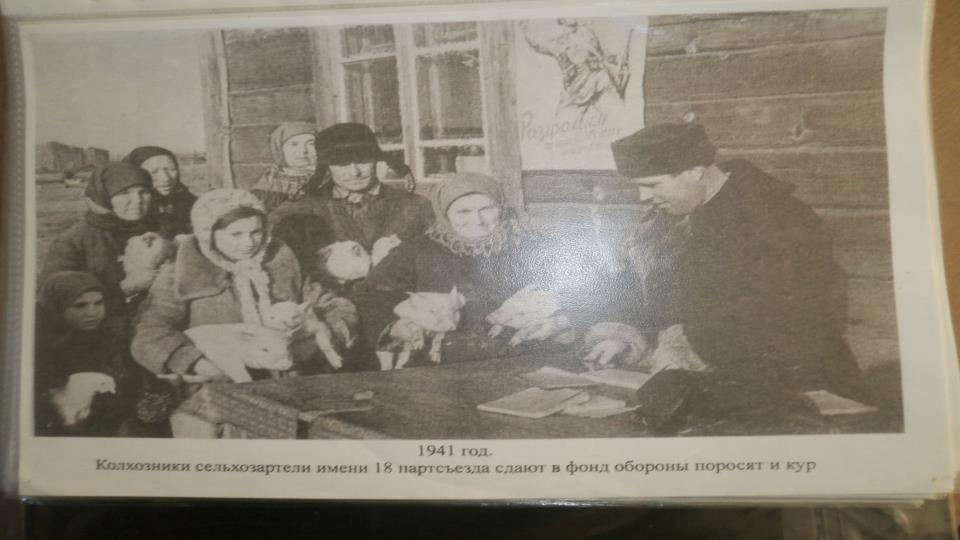 Разгромим
1941 год.
Колхозники сельхозартели имени 18 партсъезда сдают в фонд обороны поросят и кур